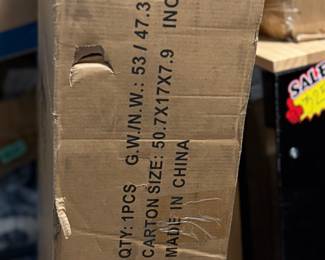 QTY: 1PCS G.W./N.W.: 53 / 47.3
CARTON SIZE: 50.7X17X7.9 INC
MADE IN CHINA
SALE